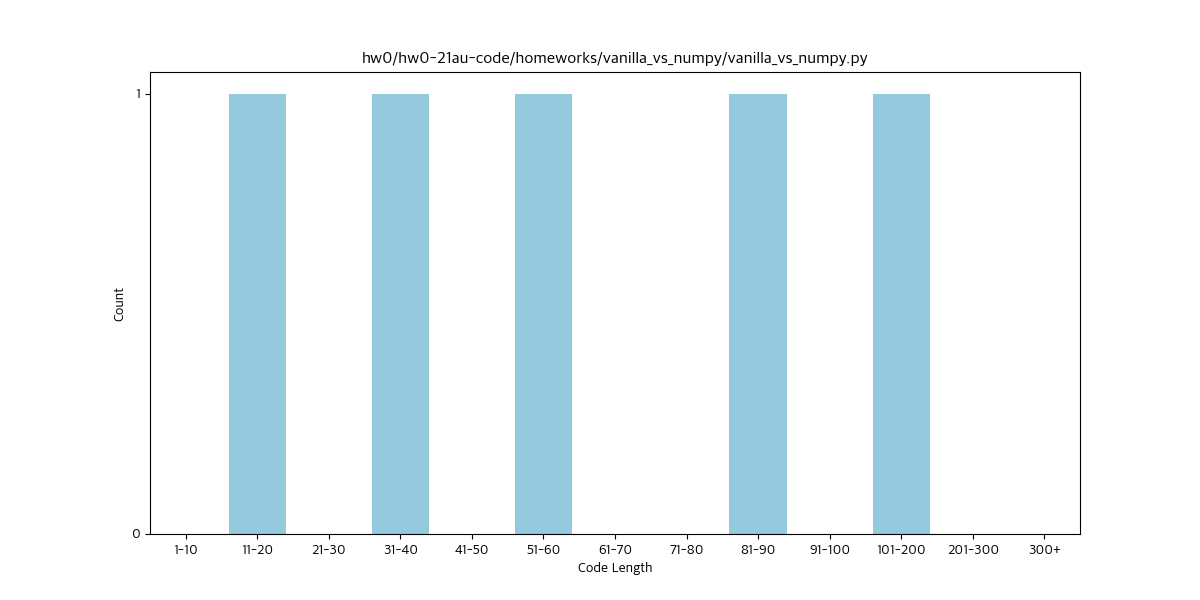 hw0/hw0-21au-code/homeworks/vanilla_vs_numpy/vanilla_vs_numpy.py
1
0
Count
1-10 11-20 21-30 31-40 41-50 51-60 61-70 71-80 81-90 91-100 101-200 201-300 300+
Code Length